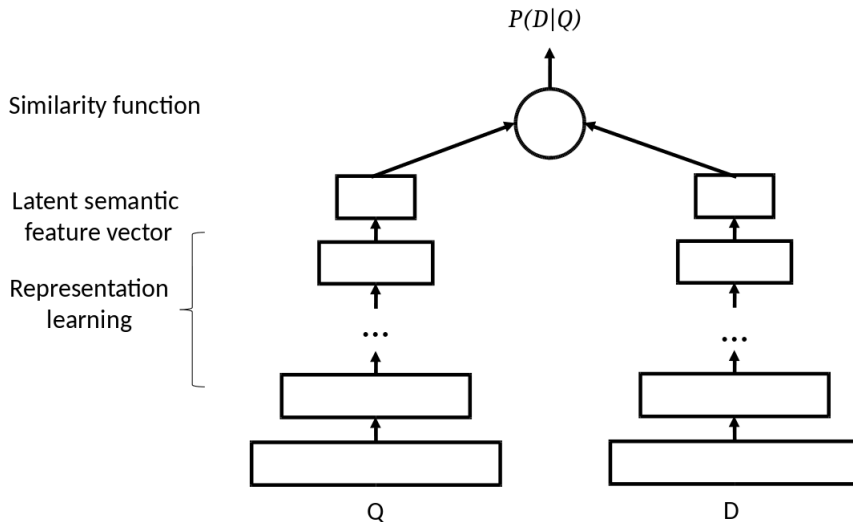 P(D|Q)
Similarity function
Latent semantic
feature vector
Representation
learning
...
...
Q
D